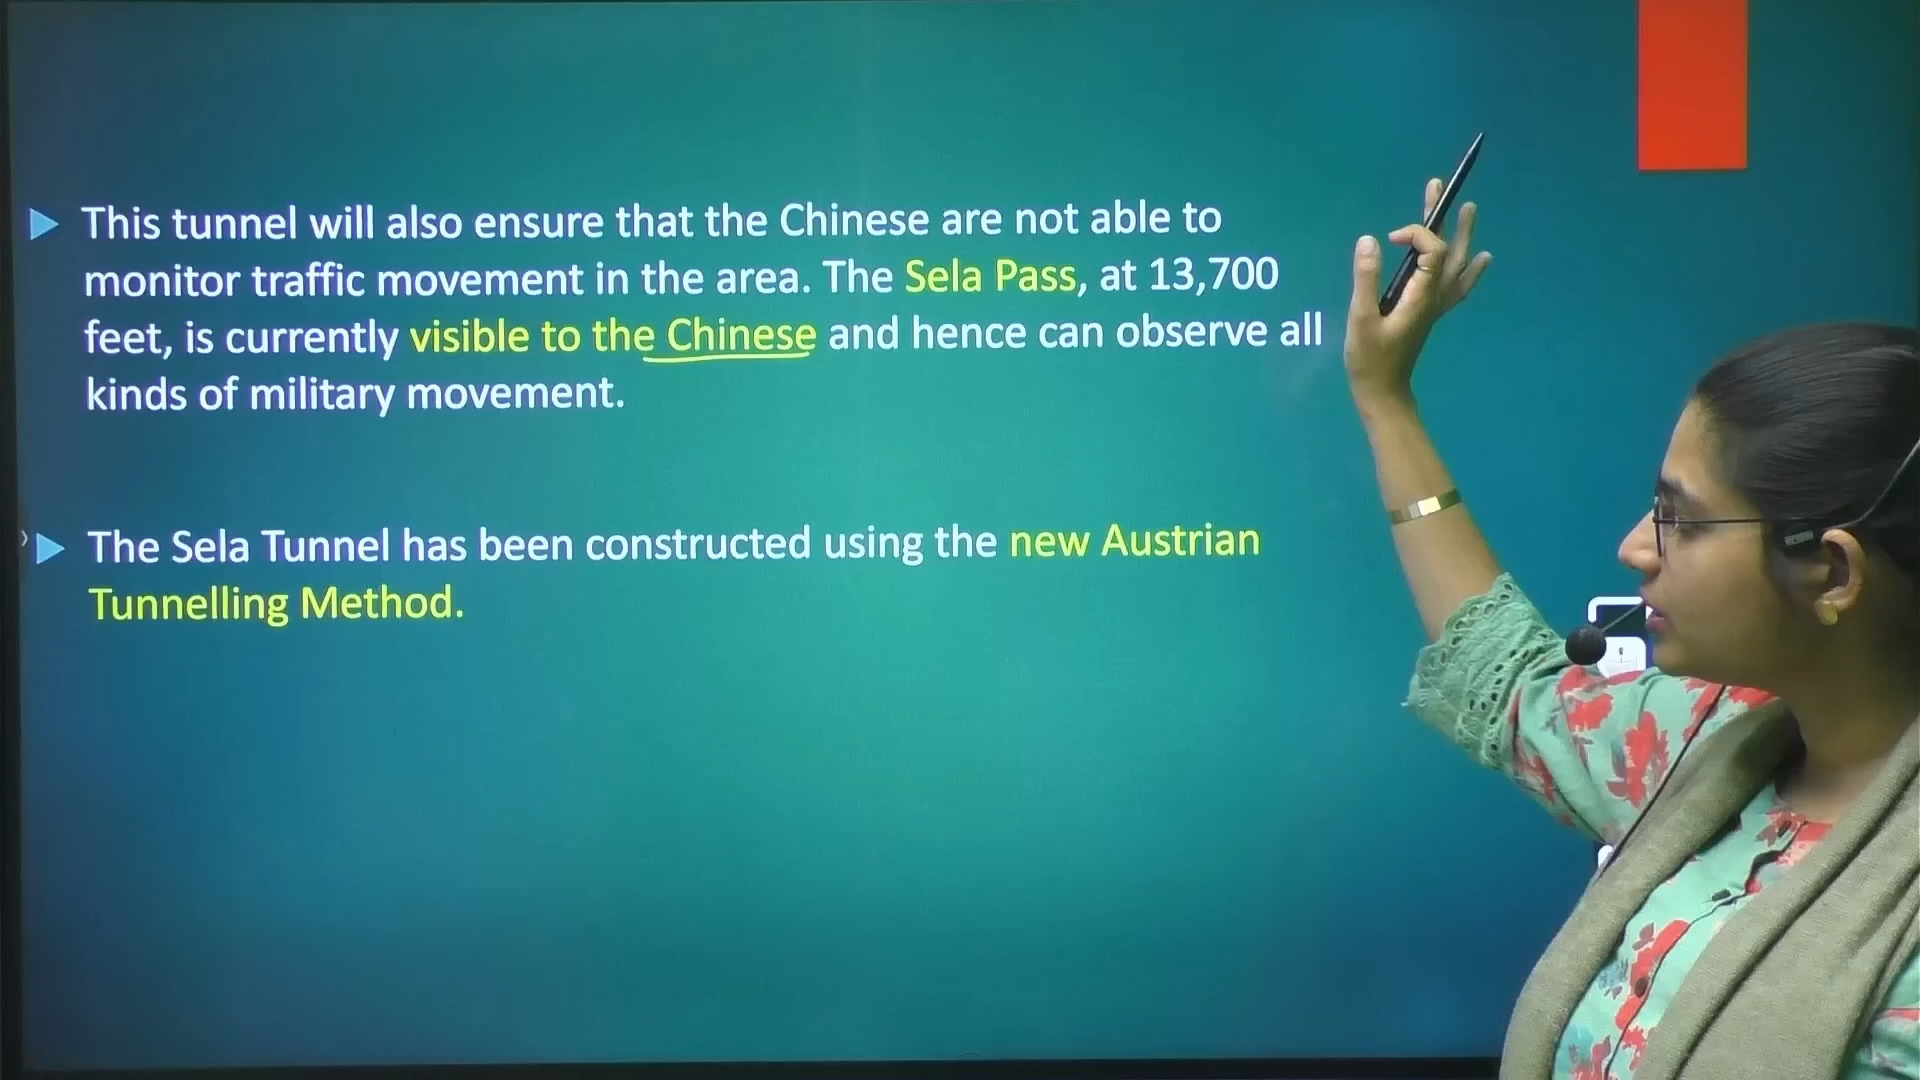 This tunnel will also ensure that the Chinese are not able to
monitor traffic movement in the area. The Sela Pass, at 13,700
feet, is currently visible to the Chinese and hence can observe all
kinds of military movement.
The Sela Tunnel has been constructed using the new Austrian
Tunnelling Method.